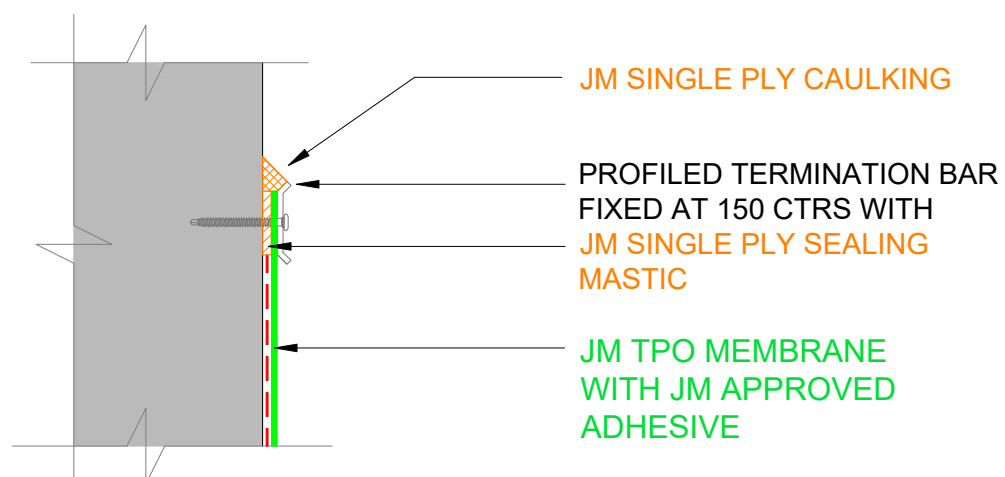 JM SINGLE PLY CAULKING
PROFILED TERMINATION BAR
FIXED AT 150 CTRS WITH
JM SINGLE PLY SEALING
MASTIC
JM TPO MEMBRANE
WITH JM APPROVED
ADHESIVE